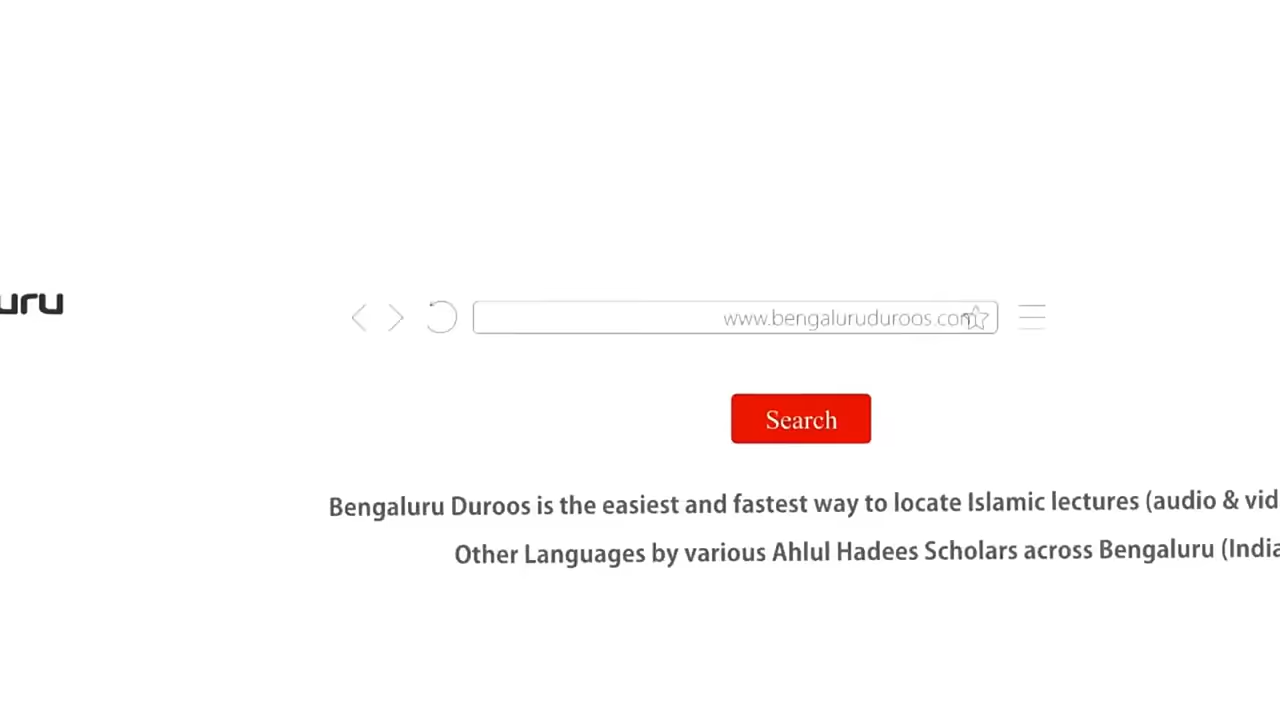 uru
www.bengaluruduroos.com
Search
Bengaluru Duroos is the easiest and fastest way to locate Islamic lectures (audio & vid
Other Languages by various Ahlul Hadees Scholars across Bengaluru (India